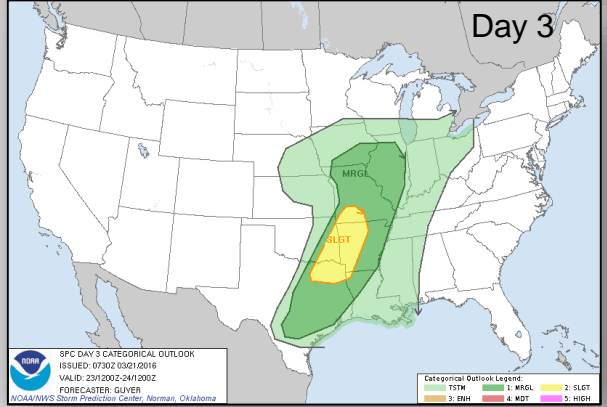 Day 3
MRGL
SLGT
NOAA
SPC DAY 3 CATEGORICAL OUTLOOK
ISSUED: 0730Z 03/21/2016
VALID: 23/1200Z-24/1200Z
FORECASTER: GUYER
NOAA/NWS Storm Prediction Center, Norman, Oklahoma
Categorical Outlook Legend:
TSTM 1: MRGL 2: SLGT
3: ENH 4: MDT 5: HIGH